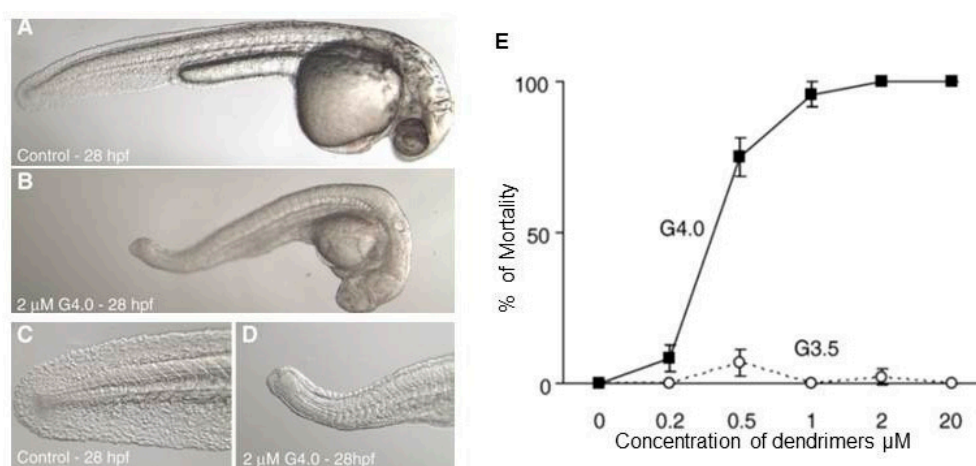 A
Control - 28 hpf
B
2 µM G4.0 - 28 hpf
C
Control - 28 hpf
D
2 µM G4.0 - 28hpf
E
% of Mortality
100
50
0
G4.0
G3.5
0 0.2 0.5 1 2 20
Concentration of dendrimers µM